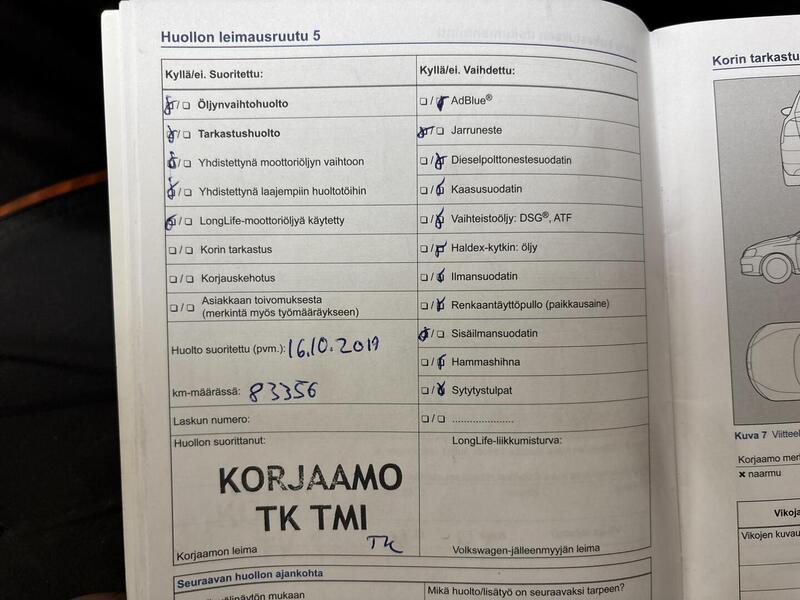 Huollon leimausruutu 5
Kyllä/ei. Suoritettu:
Öljynvaihtohuolto
Tarkastushuolto
Yhdistettynä moottoriöljyn vaihtoon
Yhdistettynä laajempiin huoltotöihin
LongLife-moottoriöljyä käytetty
Korin tarkastus
Korjauskehotus
Asiakkaan toivomuksesta
(merkintä myös työmääräykseen)
Huolto suoritettu (pvm.): 16.10.2019
km-määrässä: 83356
Laskun numero:
Huollon suorittanut:
KORJAAMO
TK TMI
TK
Korjaamon leima
Kyllä/ei. Vaihdettu:
AdBlue®
Jarruneste
Dieselpolttonestesuodatin
Kaasusuodatin
Vaihteistoöljy: DSG®, ATF
Haldex-kytkin: öljy
Ilmansuodatin
Renkaantäyttöpullo (paikkausaine)
Sisäilmansuodatin
Hammashihna
Sytytystulpat
.....................
LongLife-liikkumisturva:
Volkswagen-jälleenmyyjän leima
Seuraavan huollon ajankohta
mukaan
Mikä huolto/lisätyö on seuraavaksi tarpeen?
Korin
Kuva 7
Korjaamo
× naarmu
Vikojen